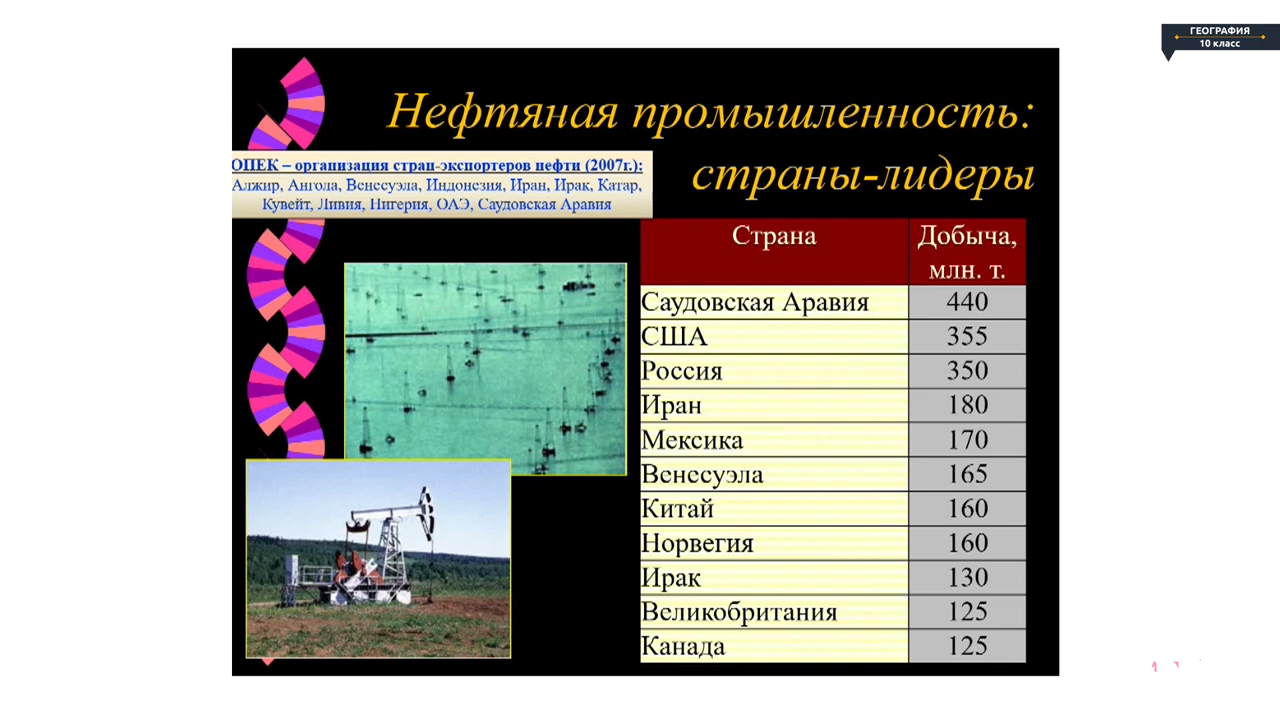 ГЕОГРАФИЯ
10 класс
Нефтяная промышленность:
страны-лидеры
ОПЕК – организация стран-экспортеров нефти (2007г.):
Алжир, Ангола, Венесуэла, Индонезия, Иран, Ирак, Катар,
Кувейт, Ливия, Нигерия, ОАЭ, Саудовская Аравия
Страна Добыча,
млн. т.
Саудовская Аравия 440
США 355
Россия 350
Иран 180
Мексика 170
Венесуэла 165
Китай 160
Норвегия 160
Ирак 130
Великобритания 125
Канада 125